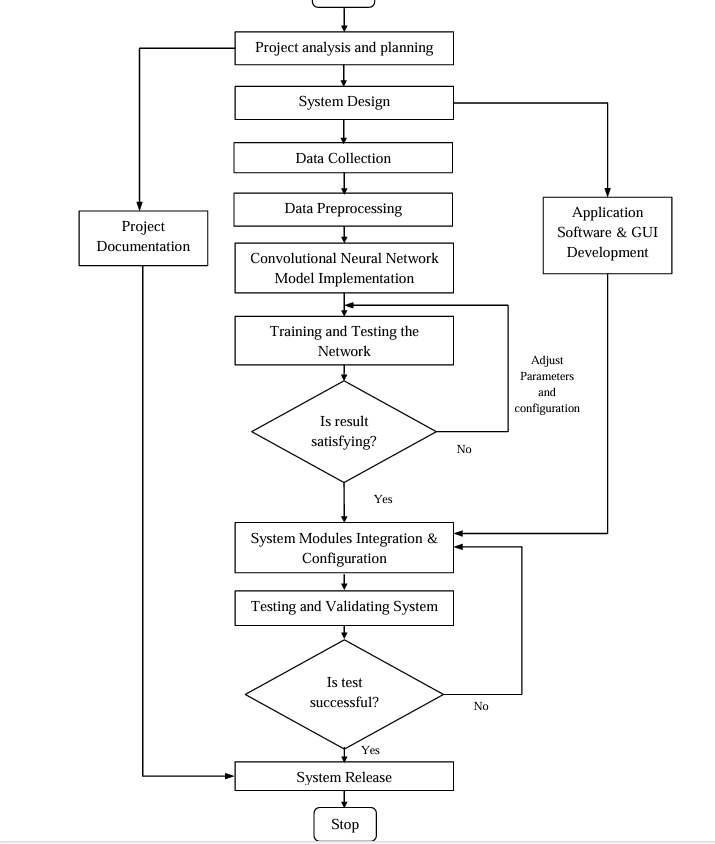 Project analysis and planning
System Design
Data Collection
Data Preprocessing
Project
Documentation
Application
Software & GUI
Development
Convolutional Neural Network
Model Implementation
Training and Testing the
Network
Adjust
Parameters
and
configuration
Is result
satisfying?
No
Yes
System Modules Integration &
Configuration
Testing and Validating System
Is test
successful?
No
Yes
System Release
Stop